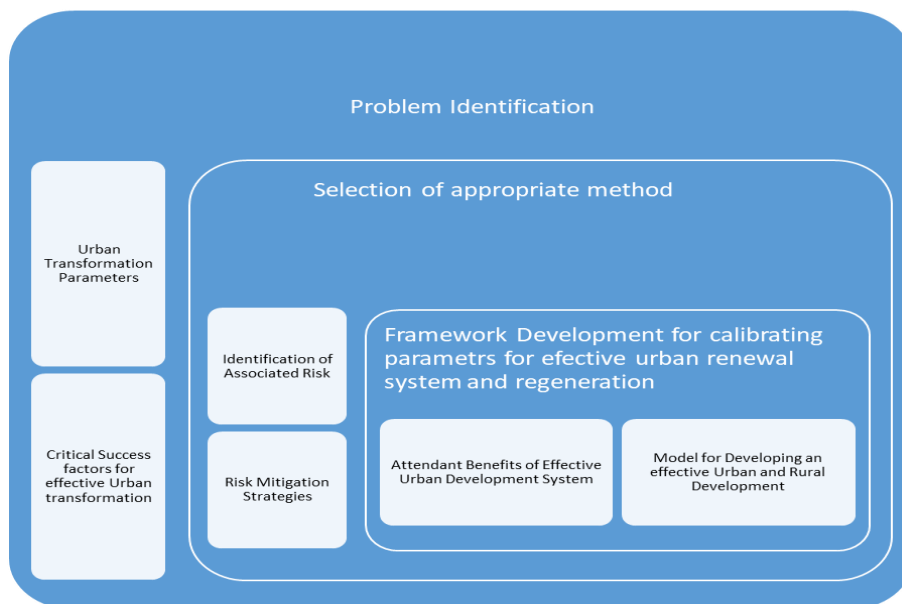 Problem Identification
Selection of appropriate method
Urban
Transformation
Parameters
Critical Success
factors for
effective Urban
transformation
Identification of
Associated Risk
Risk Mitigation
Strategies
Framework Development for calibrating
parametrs for efective urban renewal
system and regeneration
Attendant Benefits of Effective
Urban Development System
Model for Developing an
effective Urban and Rural
Development